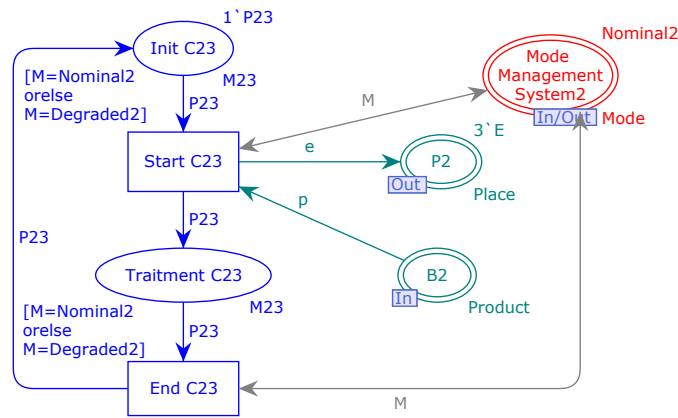 1`P23
Init C23
M23
Nominal2
Mode
Management
System2
In/Out
Mode
[M=Nominal2
orelse
M=Degraded2]
P23
M
Start C23
e
3`E
P2
Out
Place
p
P23
P23
Traitment C23
M23
B2
In
Product
[M=Nominal2
orelse
M=Degraded2]
P23
End C23
M